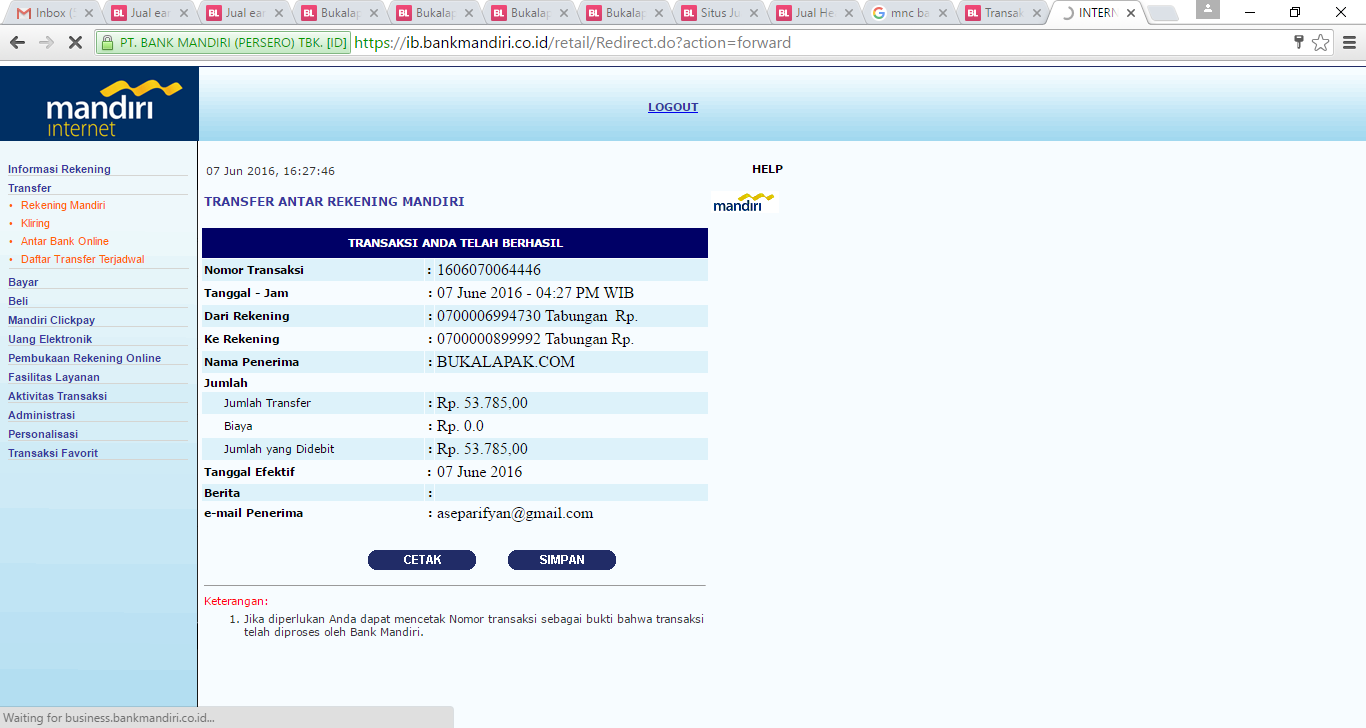 Inbox (
BL Jual ear
BL Jual ear
BL Bukalap
BL Bukalap
BL Bukalap
BL Bukalap
BL Situs Ju
BL Jual He
mnc ba
BL Transak
INTERN
PT. BANK MANDIRI (PERSERO) TBK. [ID] https://ib.bankmandiri.co.id/retail/Redirect.do?action=forward
mandiri
internet
LOGOUT
Informasi Rekening
Transfer
• Rekening Mandiri
• Kliring
• Antar Bank Online
• Daftar Transfer Terjadwal
Bayar
Beli
Mandiri Clickpay
Uang Elektronik
Pembukaan Rekening Online
Fasilitas Layanan
Aktivitas Transaksi
Administrasi
Personalisasi
Transaksi Favorit
07 Jun 2016, 16:27:46
HELP
TRANSFER ANTAR REKENING MANDIRI
mandiri
TRANSAKSI ANDA TELAH BERHASIL
Nomor Transaksi : 1606070064446
Tanggal - Jam : 07 June 2016 - 04:27 PM WIB
Dari Rekening : 0700006994730 Tabungan Rp.
Ke Rekening : 0700000899992 Tabungan Rp.
Nama Penerima : BUKALAPAK.COM
Jumlah
Jumlah Transfer : Rp. 53.785,00
Biaya : Rp. 0.0
Jumlah yang Didebit : Rp. 53.785,00
Tanggal Efektif : 07 June 2016
Berita :
e-mail Penerima : aseparifyan@gmail.com
CETAK SIMPAN
Keterangan:
1. Jika diperlukan Anda dapat mencetak Nomor transaksi sebagai bukti bahwa transaksi
telah diproses oleh Bank Mandiri.
Waiting for business.bankmandiri.co.id...